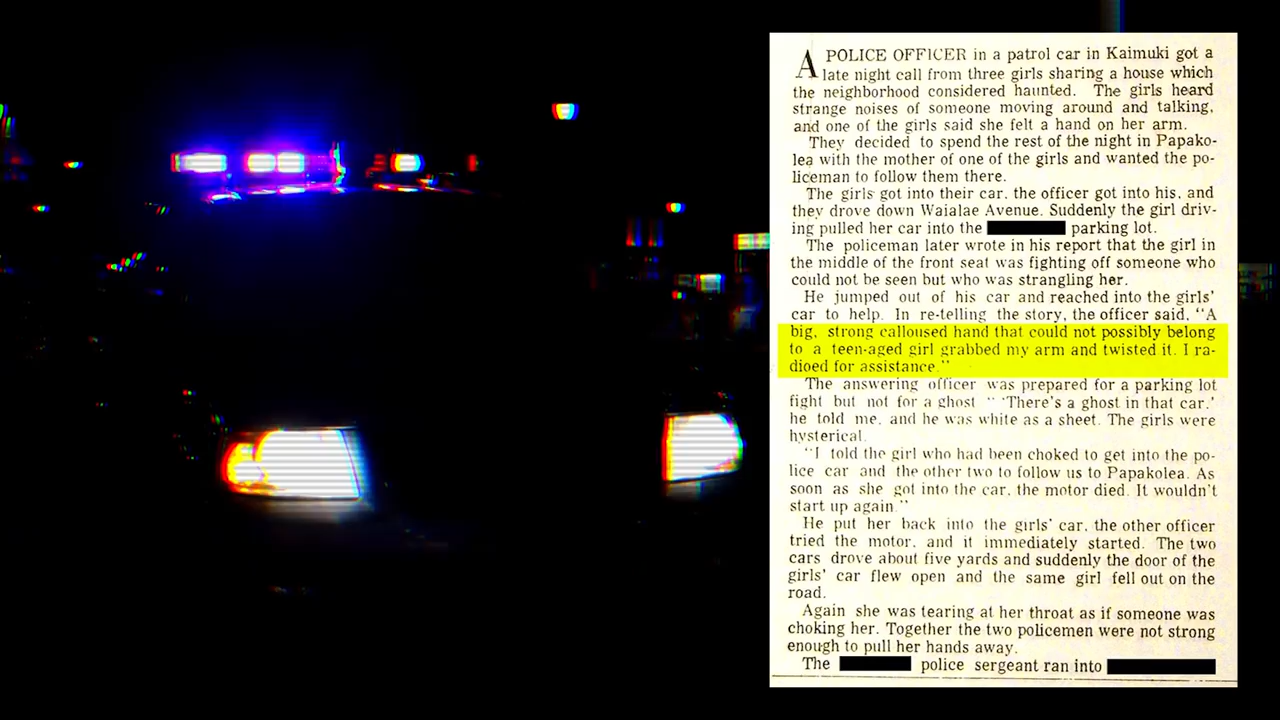 A POLICE OFFICER in a patrol car in Kaimuki got a
late night call from three girls sharing a house which
the neighborhood considered haunted. The girls heard
strange noises of someone moving around and talking,
and one of the girls said she felt a hand on her arm.
They decided to spend the rest of the night in Papako-
lea with the mother of one of the girls and wanted the po-
liceman to follow them there.
The girls got into their car, the officer got into his, and
they drove down Waialae Avenue. Suddenly the girl driv-
ing pulled her car into the parking lot.
The policeman later wrote in his report that the girl in
the middle of the front seat was fighting off someone who
could not be seen but who was strangling her.
He jumped out of his car and reached into the girls'
car to help. In re-telling the story, the officer said, "A
big, strong calloused hand that could not possibly belong
to a teen-aged girl grabbed my arm and twisted it. I ra-
dioed for assistance."
The answering officer was prepared for a parking lot
fight but not for a ghost " 'There's a ghost in that car.'
he told me, and he was white as a sheet. The girls were
hysterical.
"I told the girl who had been choked to get into the po-
lice car and the other two to follow us to Papakolea. As
soon as she got into the car, the motor died. It wouldn't
start up again."
He put her back into the girls' car, the other officer
tried the motor, and it immediately started. The two
cars drove about five yards and suddenly the door of the
girls' car flew open and the same girl fell out on the
road.
Again she was tearing at her throat as if someone was
choking her. Together the two policemen were not strong
enough to pull her hands away.
The police sergeant ran into